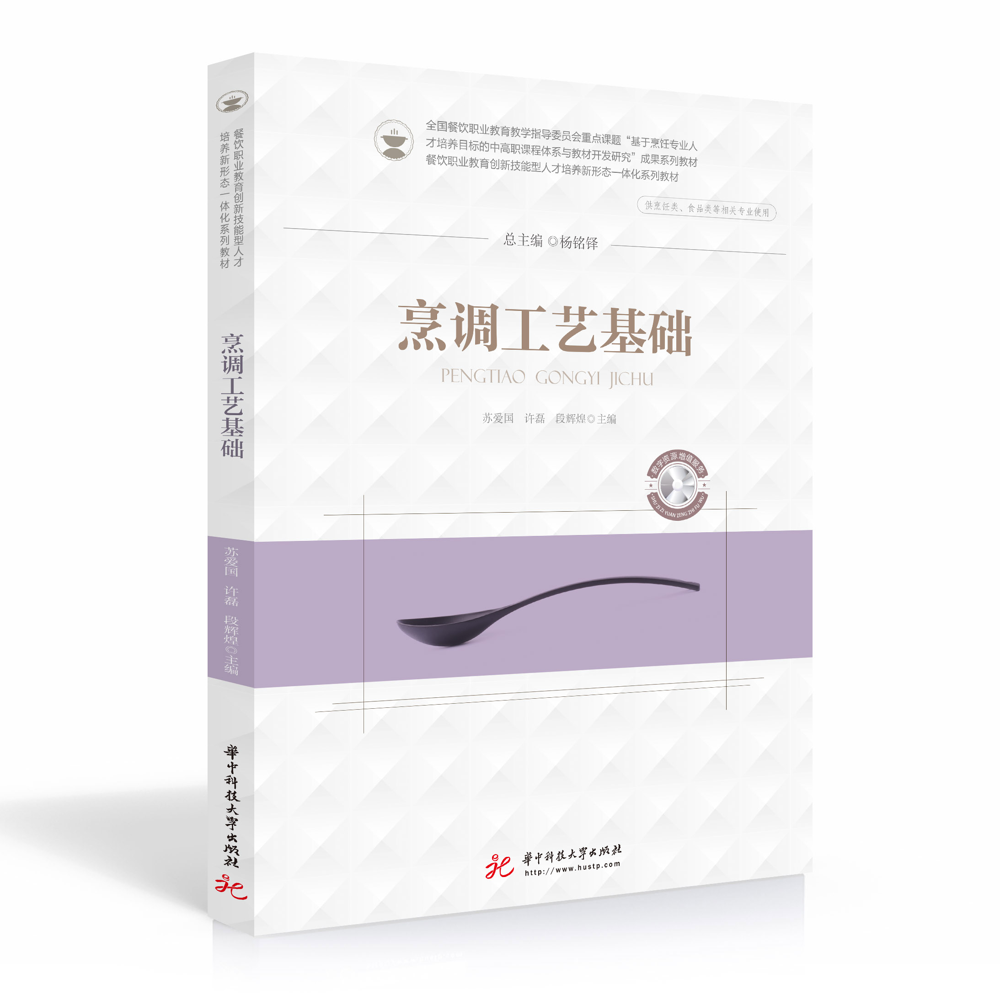 餐饮职业教育创新技能型人才
培养新形态一体化系列教材
烹调工艺基础
苏爱国 许磊 段辉煌◎主编
華中科技大学出版社
全国餐饮职业教育教学指导委员会重点课题“基于烹饪专业人
才培养目标的中高职课程体系与教材开发研究”成果系列教材
餐饮职业教育创新技能型人才培养新形态一体化系列教材
供烹饪类、食品类等相关专业使用
总主编 ◎杨铭铎
烹调工艺基础
PENGTIAO GONGYI JICHU
苏爱国 许磊 段辉煌◎主编
数字资源增值服务
SHU ZI ZI YUAN ZENG ZHI FU WU
華中科技大学出版社
http://www.hustp.com